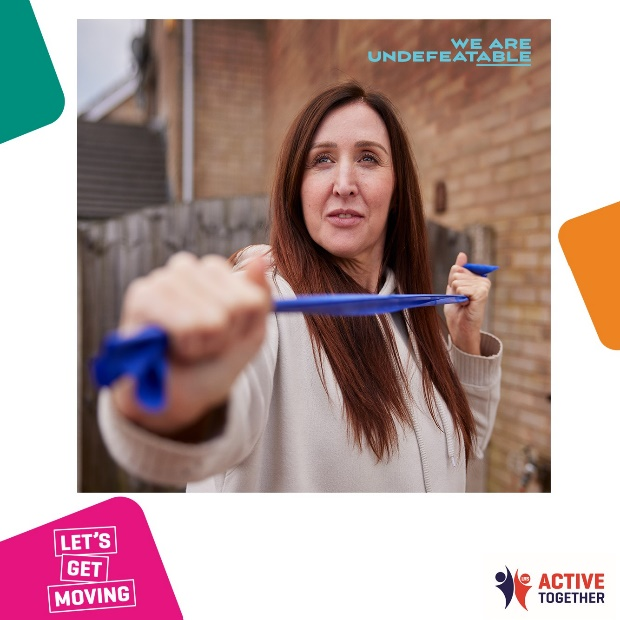 WE ARE
UNDEFEATABLE
LET'S
GET
MOVING
ACTIVE
TOGETHER